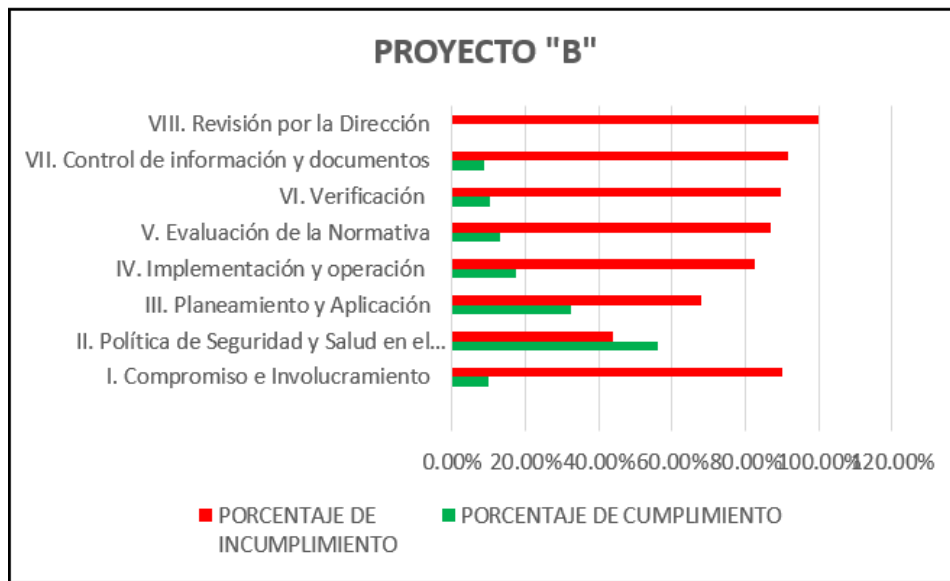 PROYECTO "B"
VIII. Revisión por la Dirección
VII. Control de información y documentos
VI. Verificación
V. Evaluación de la Normativa
IV. Implementación y operación
III. Planeamiento y Aplicación
II. Política de Seguridad y Salud en el...
I. Compromiso e Involucramiento
0.00% 20.00% 40.00% 60.00% 80.00% 100.00% 120.00%
PORCENTAJE DE INCUMPLIMIENTO
PORCENTAJE DE CUMPLIMIENTO